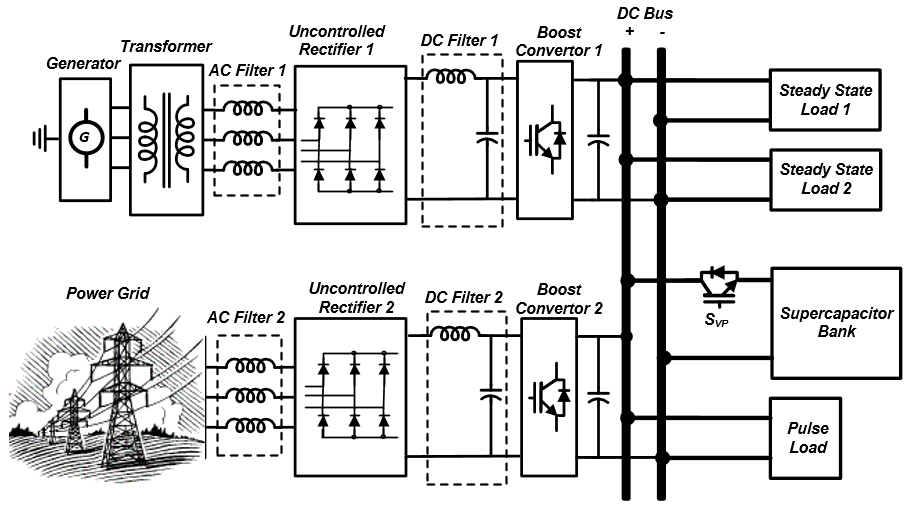 DC Bus
+ -
Uncontrolled
Rectifier 1
DC Filter 1
Boost
Convertor 1
Transformer
Generator
AC Filter 1
G
Steady State
Load 1
Steady State
Load 2
Power Grid
AC Filter 2
Uncontrolled
Rectifier 2
DC Filter 2
Boost
Convertor 2
SVP
Supercapacitor
Bank
Pulse
Load